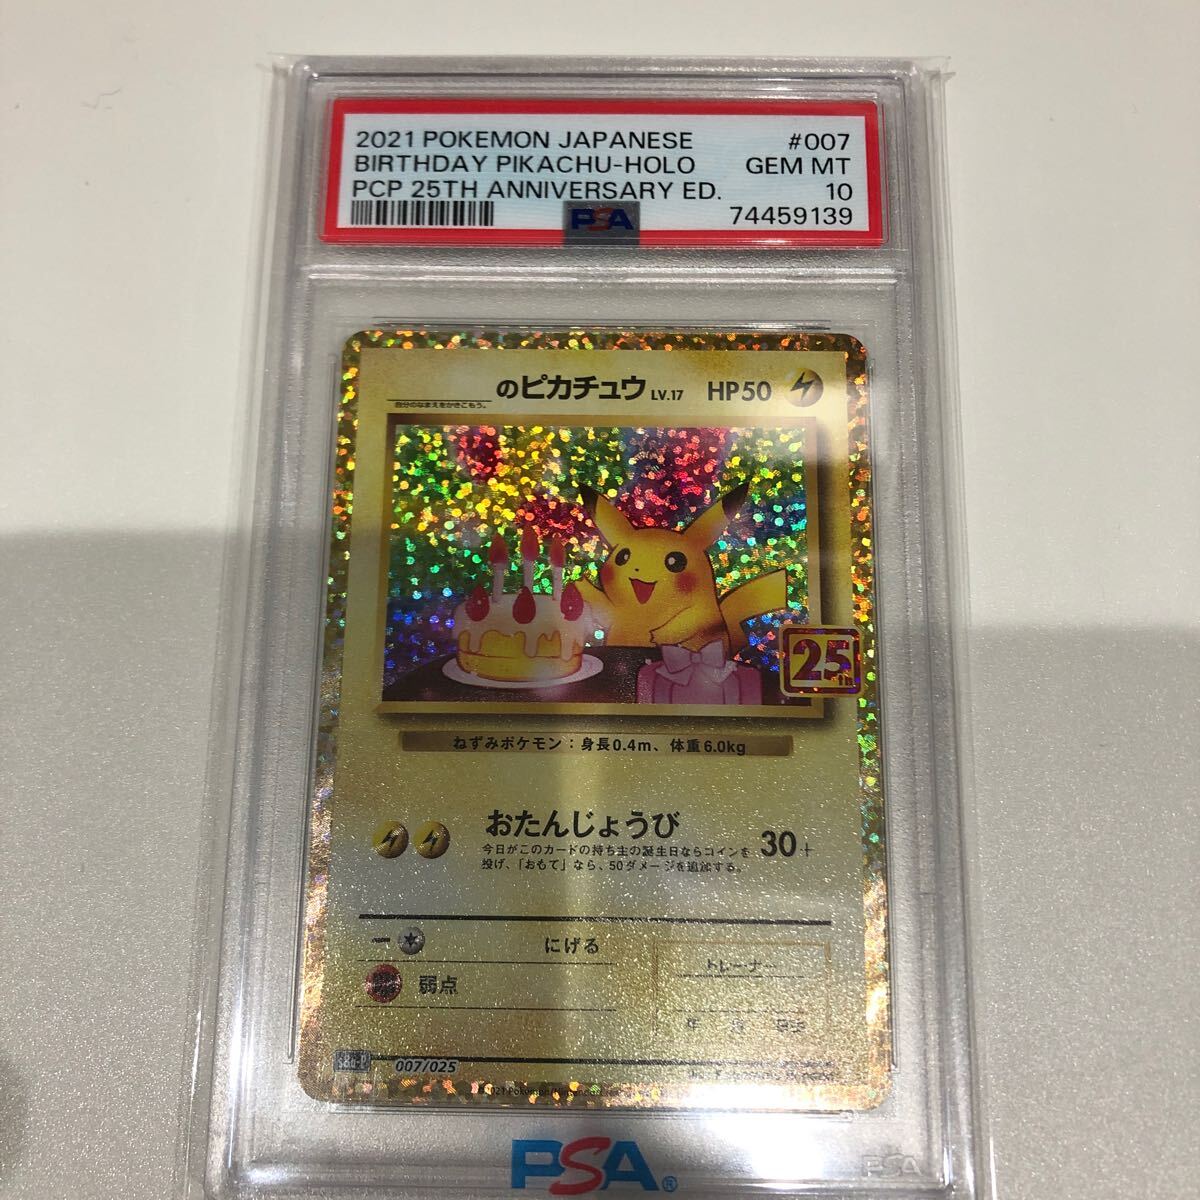 2021 POKEMON JAPANESE #007
BIRTHDAY PIKACHU-HOLO GEM MT
PCP 25TH ANNIVERSARY ED. 10
PSA 74459139
のピカチュウ LV.17 HP50
自分のなまえをかきこもう。
25th
ねずみポケモン：身長0.4m、体重6.0kg
おたんじょうび 30+
今日がこのカードの持ち主の誕生日ならコインを
投げ、「おもて」なら、50ダメージを追加する。
にげる
トレーナー
弱点
007/025
PSA®
PSA